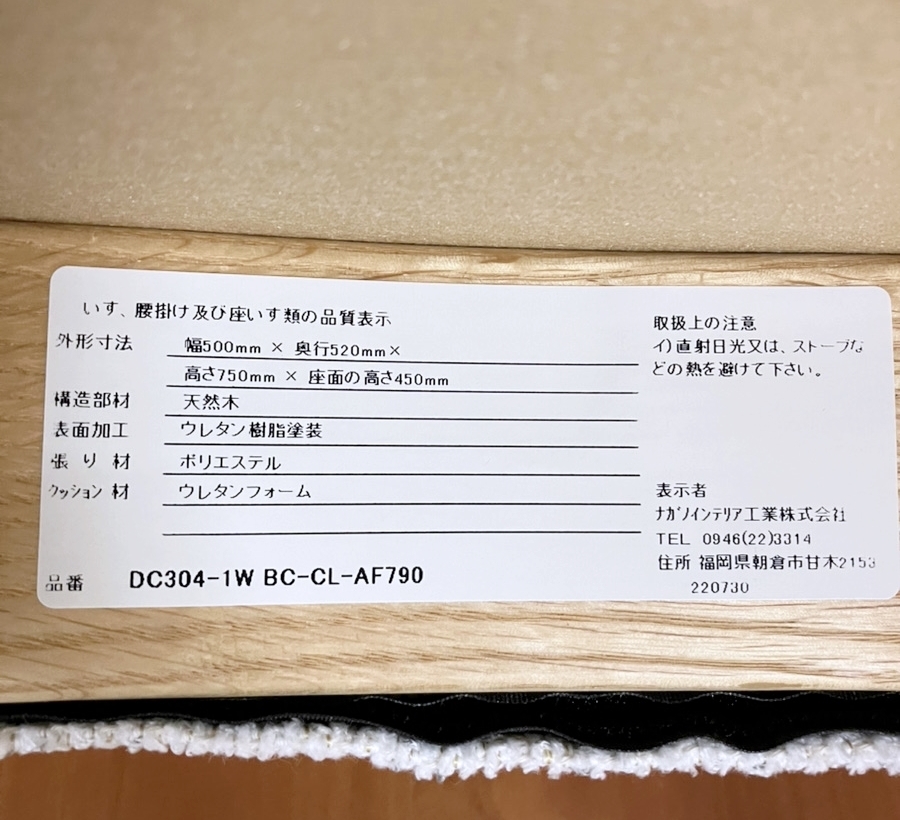 いす、腰掛け及び座いす類の品質表示
外形寸法 幅500mm × 奥行520mm×
高さ750mm × 座面の高さ450mm
構造部材 天然木
表面加工 ウレタン樹脂塗装
張り材 ポリエステル
クッション材 ウレタンフォーム
品番 DC304-1W BC-CL-AF790
取扱上の注意
イ)直射日光又は、ストーブな
どの熱を避けて下さい。
表示者
ナガノインテリア工業株式会社
TEL 0946(22)3314
住所 福岡県朝倉市甘木2153
220730